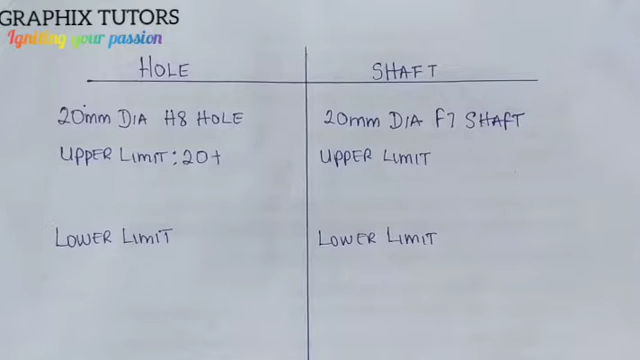 GRAPHIX TUTORS
Igniting your passion
HOLE
SHAFT
20mm DIA H8 HOLE
UPPER LIMIT: 20+
LOWER LIMIT
20mm DIA F7 SHAFT
UPPER LIMIT
LOWER LIMIT